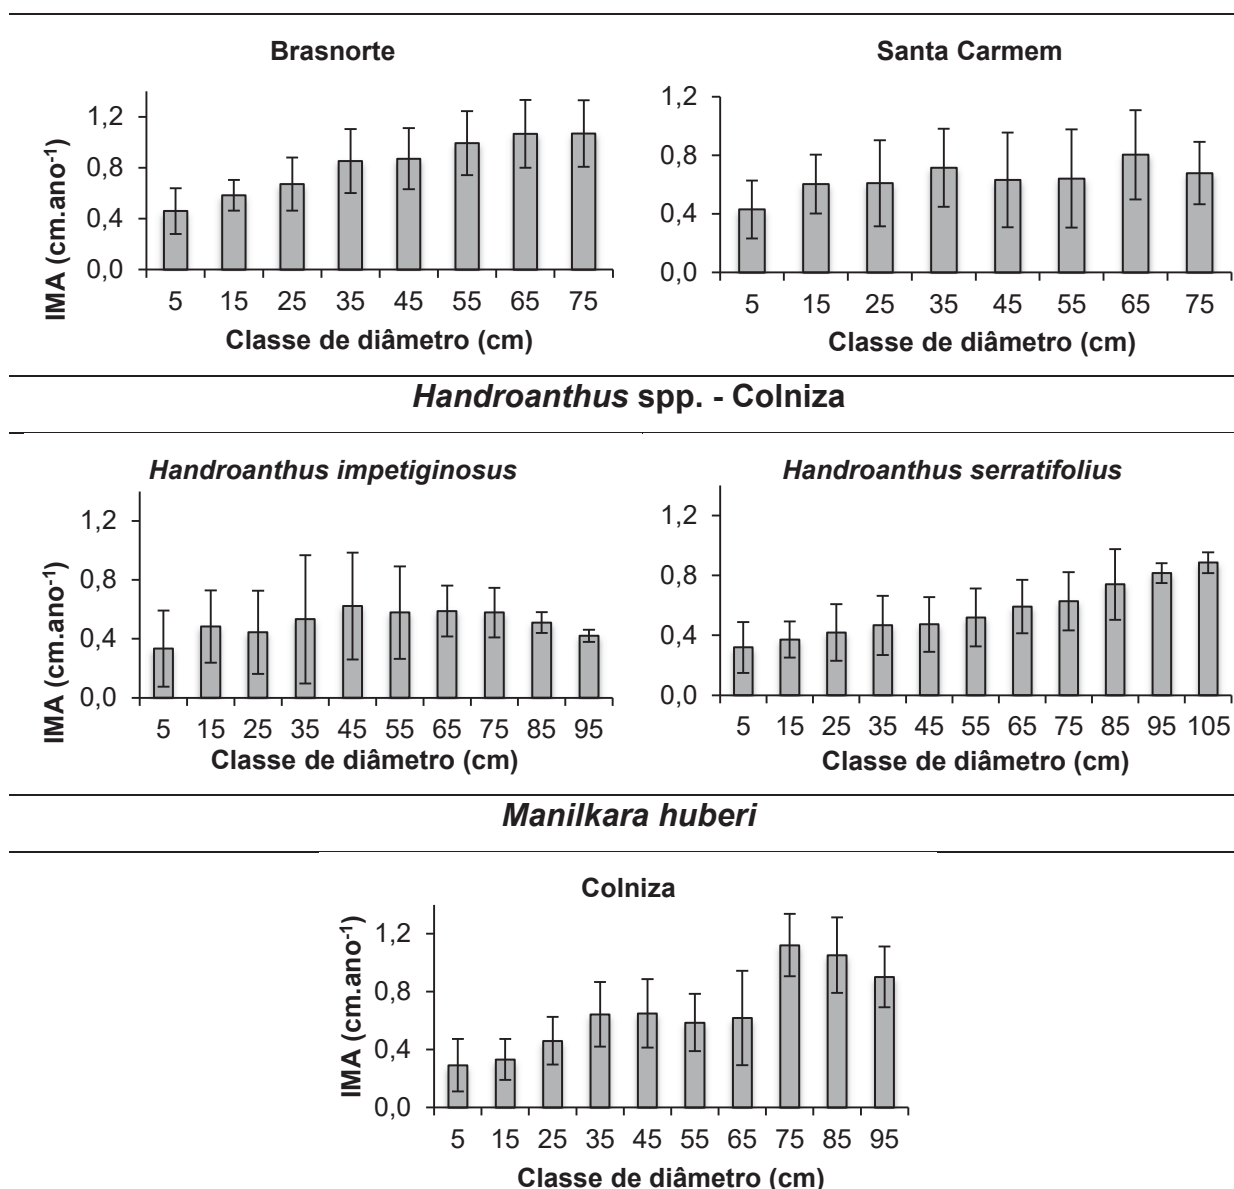 Brasnorte
Santa Carmem
IMA (cm.ano-1)
1,2
0,8
0,4
0,0
5 15 25 35 45 55 65 75
Classe de diâmetro (cm)
1,2
0,8
0,4
0,0
5 15 25 35 45 55 65 75
Classe de diâmetro (cm)
Handroanthus spp. - Colniza
Handroanthus impetiginosus
Handroanthus serratifolius
IMA (cm.ano-1)
1,2
0,8
0,4
0,0
5 15 25 35 45 55 65 75 85 95
Classe de diâmetro (cm)
1,2
0,8
0,4
0,0
5 15 25 35 45 55 65 75 85 95 105
Classe de diâmetro (cm)
Manilkara huberi
Colniza
IMA (cm.ano-1)
1,2
0,8
0,4
0,0
5 15 25 35 45 55 65 75 85 95
Classe de diâmetro (cm)